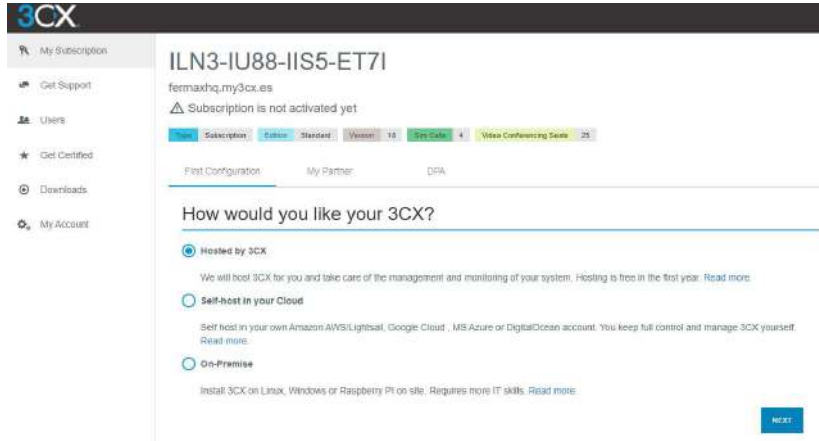 3CX
My Subscription
Get Support
Users
Get Certified
Downloads
My Account
ILN3-IU88-IIS5-ET7I
fermaxhq.my3cx.es
Subscription is not activated yet
Type Subscription Edition Standard Version 18 Sim Calls 4 Video Conferencing Seats 25
First Configuration My Partner DPA
How would you like your 3CX?
Hosted by 3CX
We will host 3CX for you and take care of the management and monitoring of your system. Hosting is free in the first year. Read more.
Self-host in your Cloud
Self host in your own Amazon AWS/Lightsail, Google Cloud , MS Azure or DigitalOcean account. You keep full control and manage 3CX yourself.
Read more.
On-Premise
Install 3CX on Linux, Windows or Raspberry PI on site. Requires more IT skills. Read more.
NEXT